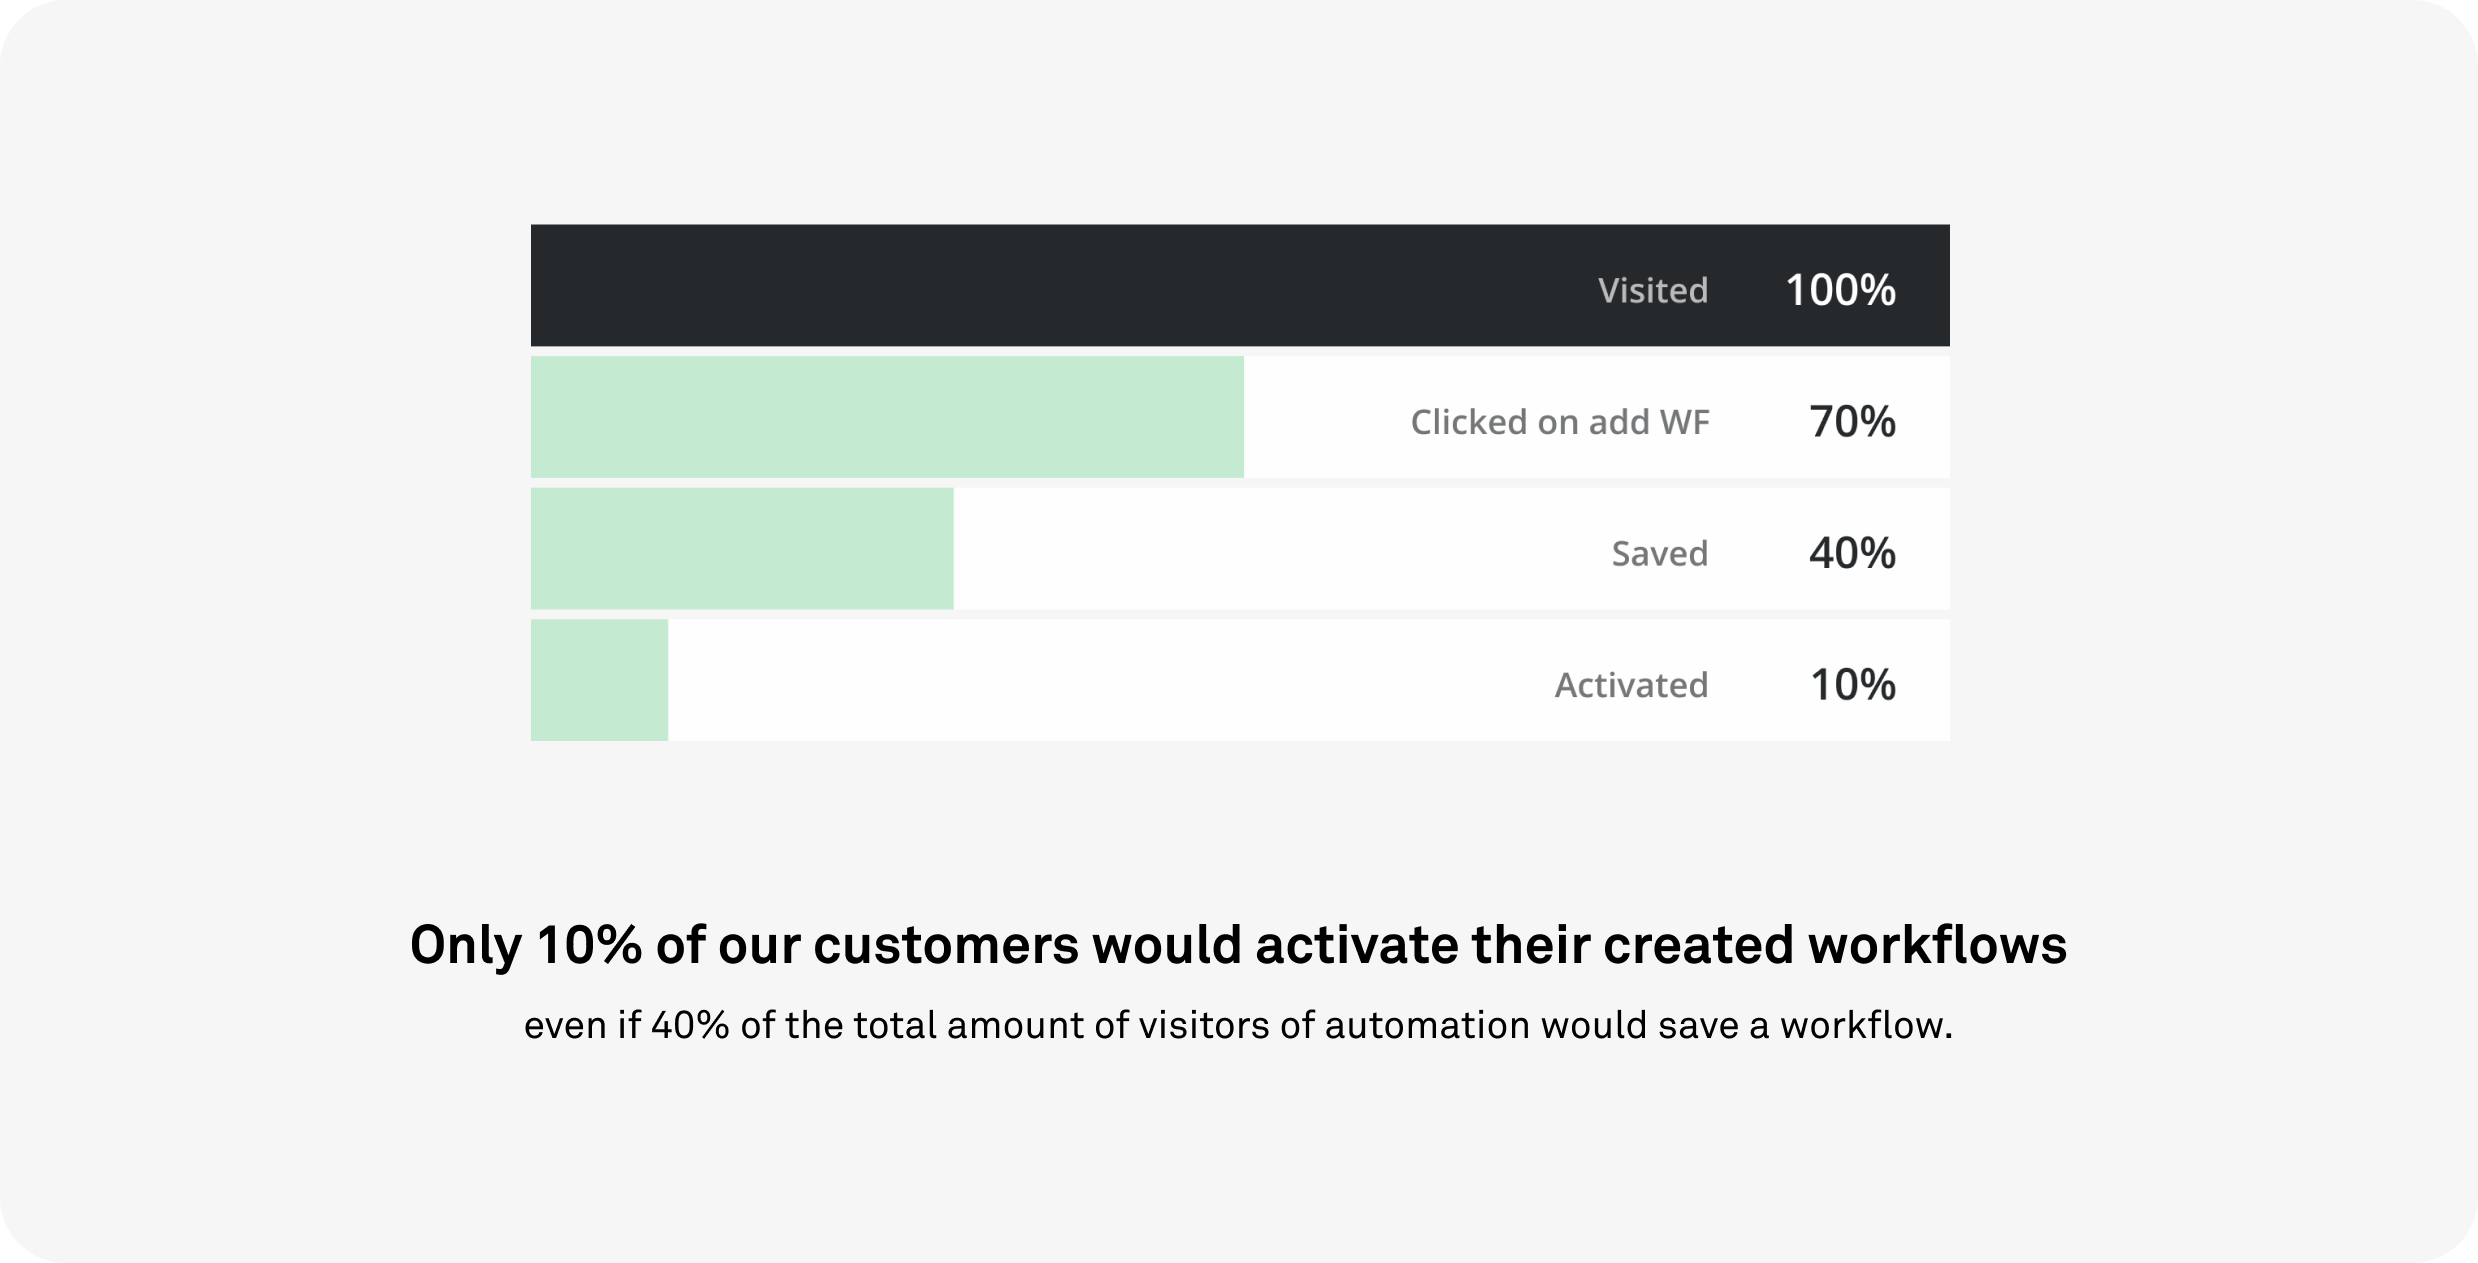 Visited 100%
Clicked on add WF 70%
Saved 40%
Activated 10%
Only 10% of our customers would activate their created workflows
even if 40% of the total amount of visitors of automation would save a workflow.